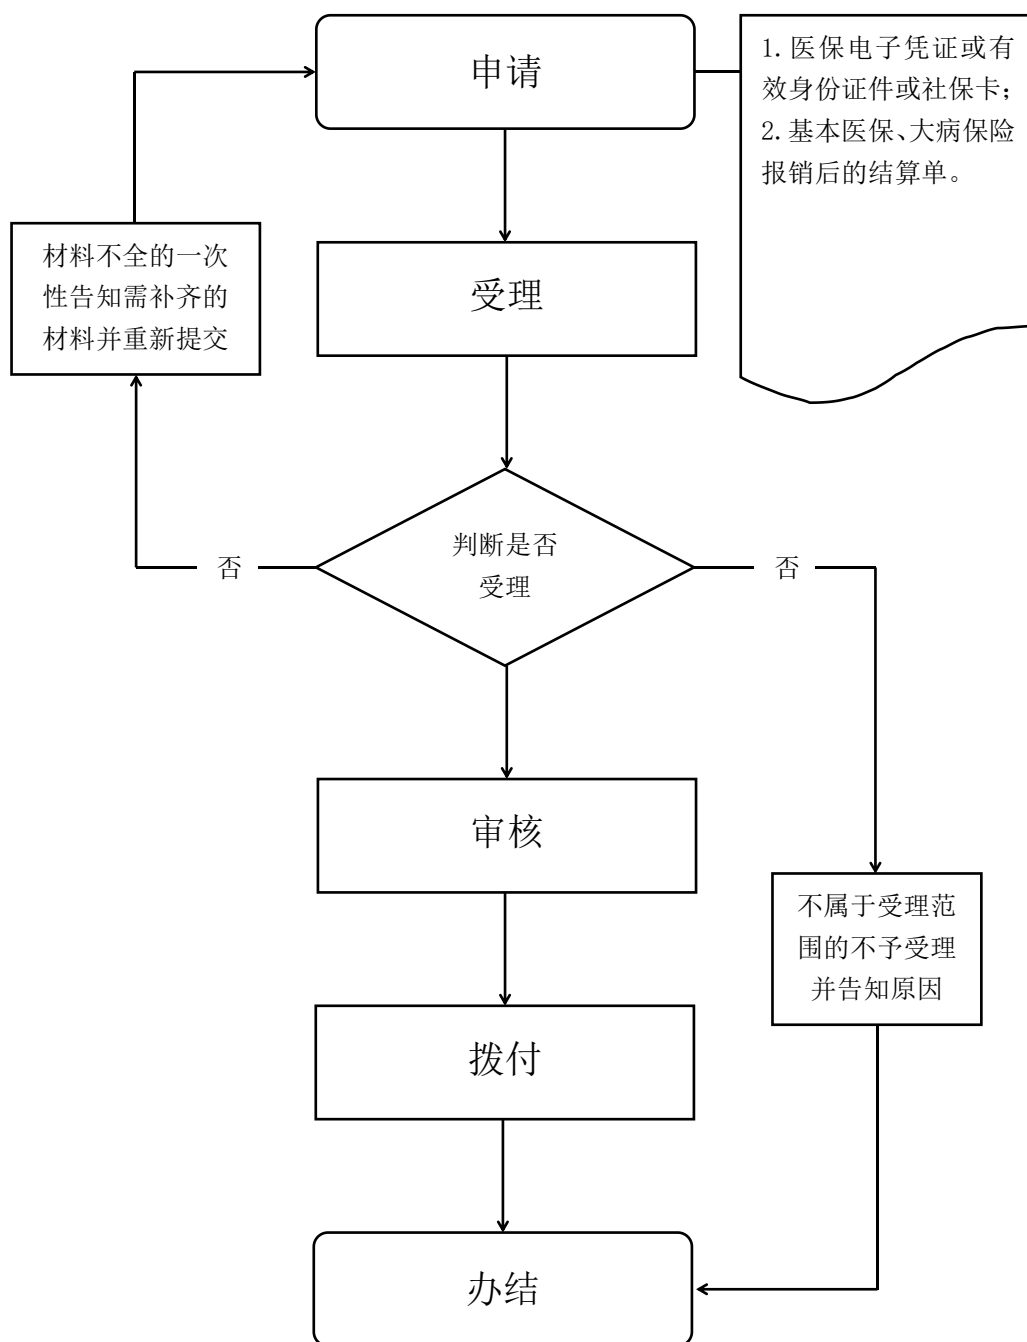 申请
1.医保电子凭证或有
效身份证件或社保卡；
2.基本医保、大病保险
报销后的结算单。
材料不全的一次
性告知需补齐的
材料并重新提交
受理
判断是否
受理
否
否
审核
不属于受理范
围的不予受理
并告知原因
拨付
办结